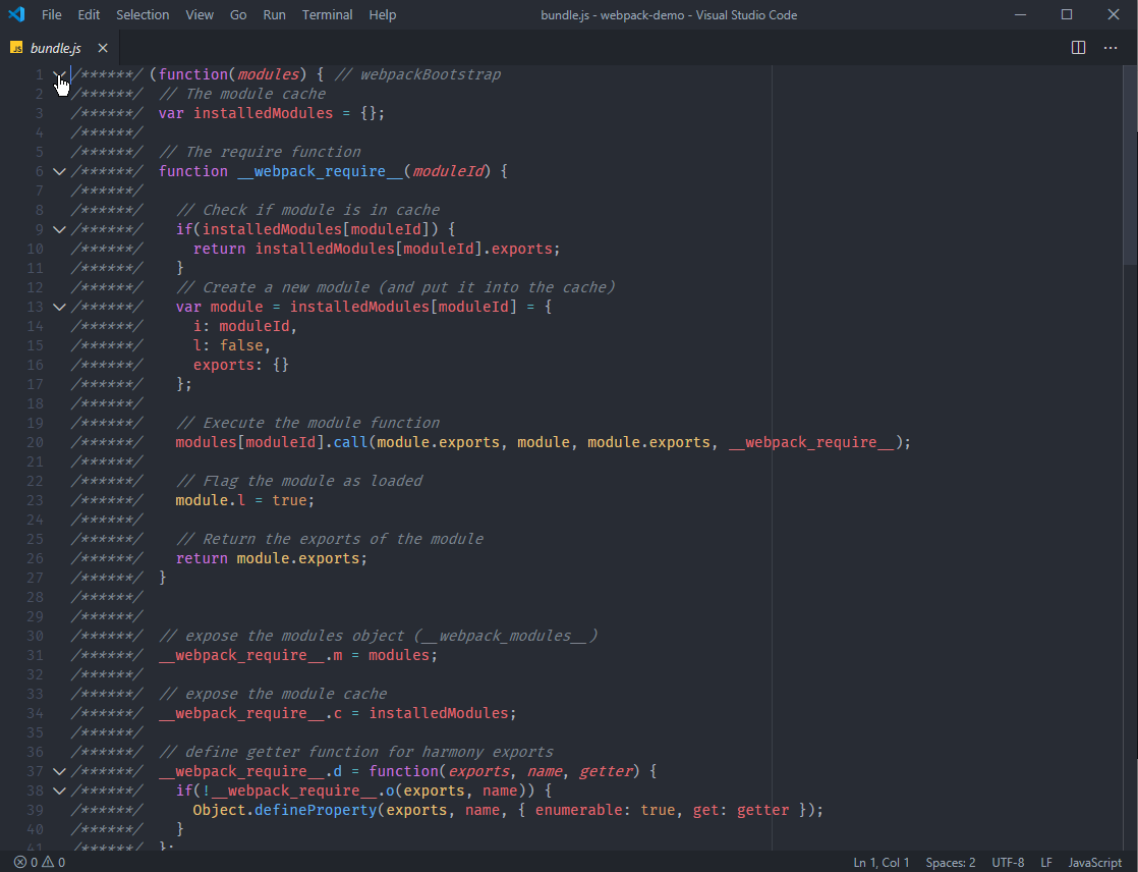 File Edit Selection View Go Run Terminal Help bundle.js - webpack-demo - Visual Studio Code
JS bundle.js
1 /******/ (function(modules) { // webpackBootstrap
2 /******/ // The module cache
3 /******/ var installedModules = {};
4 /******/
5 /******/ // The require function
6 /******/ function __webpack_require__(moduleId) {
7 /******/
8 /******/ // Check if module is in cache
9 /******/ if(installedModules[moduleId]) {
10 /******/ return installedModules[moduleId].exports;
11 /******/ }
12 /******/ // Create a new module (and put it into the cache)
13 /******/ var module = installedModules[moduleId] = {
14 /******/ i: moduleId,
15 /******/ l: false,
16 /******/ exports: {}
17 /******/ };
18 /******/
19 /******/ // Execute the module function
20 /******/ modules[moduleId].call(module.exports, module, module.exports, __webpack_require__);
21 /******/
22 /******/ // Flag the module as loaded
23 /******/ module.l = true;
24 /******/
25 /******/ // Return the exports of the module
26 /******/ return module.exports;
27 /******/ }
28 /******/
29 /******/
30 /******/ // expose the modules object (__webpack_modules__)
31 /******/ __webpack_require__.m = modules;
32 /******/
33 /******/ // expose the module cache
34 /******/ __webpack_require__.c = installedModules;
35 /******/
36 /******/ // define getter function for harmony exports
37 /******/ __webpack_require__.d = function(exports, name, getter) {
38 /******/ if(!__webpack_require__.o(exports, name)) {
39 /******/ Object.defineProperty(exports, name, { enumerable: true, get: getter });
40 /******/ }
41 /******/ };
0 0 Ln 1, Col 1 Spaces: 2 UTF-8 LF JavaScript